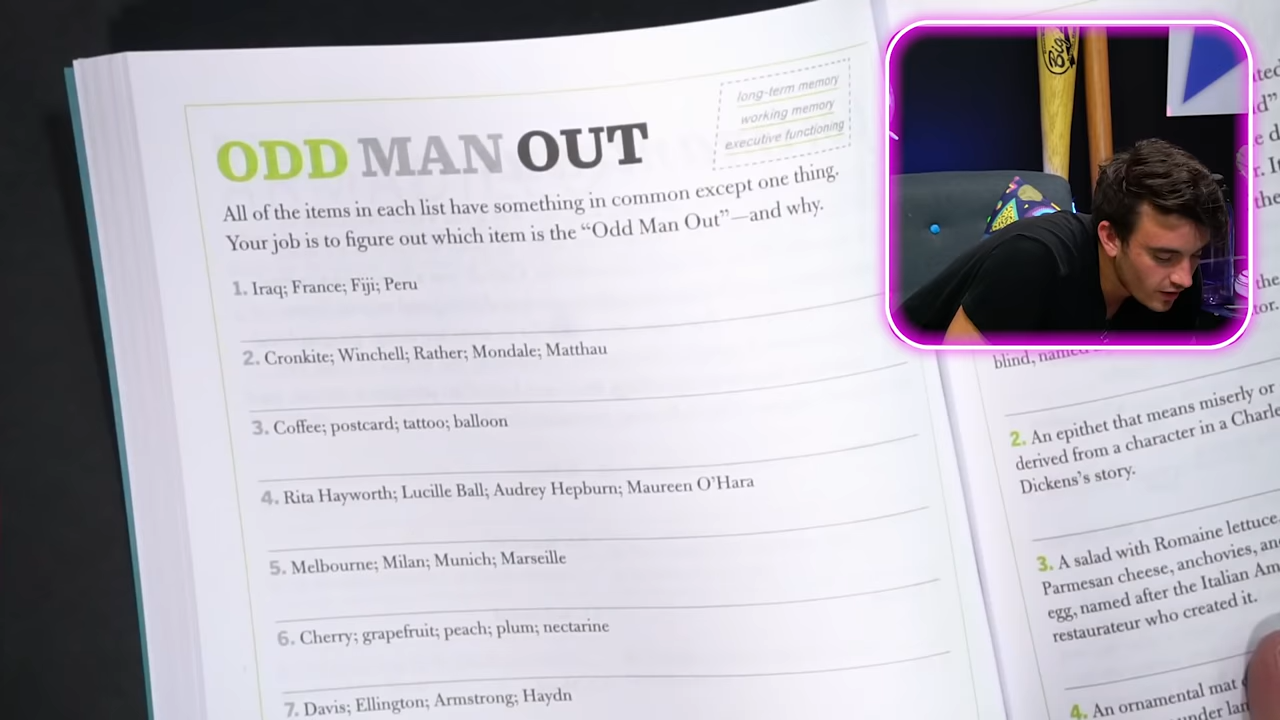 ODD MAN OUT
long-term memory
working memory
executive functioning
All of the items in each list have something in common except one thing.
Your job is to figure out which item is the “Odd Man Out”—and why.
1. Iraq; France; Fiji; Peru
2. Cronkite; Winchell; Rather; Mondale; Matthau
3. Coffee; postcard; tattoo; balloon
4. Rita Hayworth; Lucille Ball; Audrey Hepburn; Maureen O’Hara
5. Melbourne; Milan; Munich; Marseille
6. Cherry; grapefruit; peach; plum; nectarine
7. Davis; Ellington; Armstrong; Haydn
blind,
2. An epithet that means miserly or
derived from a character in a
Dickens’s story.
3. A salad with Romaine lettuce,
Parmesan cheese, anchovies,
egg, named after the Italian
restaurateur who created it.
4. An ornamental mat
under
Big